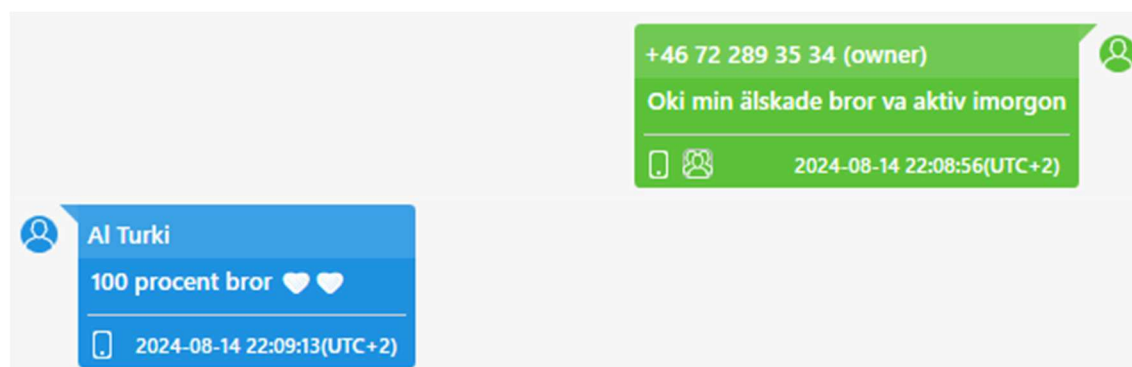 +46 72 289 35 34 (owner)
Oki min älskade bror va aktiv imorgon
2024-08-14 22:08:56(UTC+2)
Al Turki
100 procent bror 🤍🤍
2024-08-14 22:09:13(UTC+2)